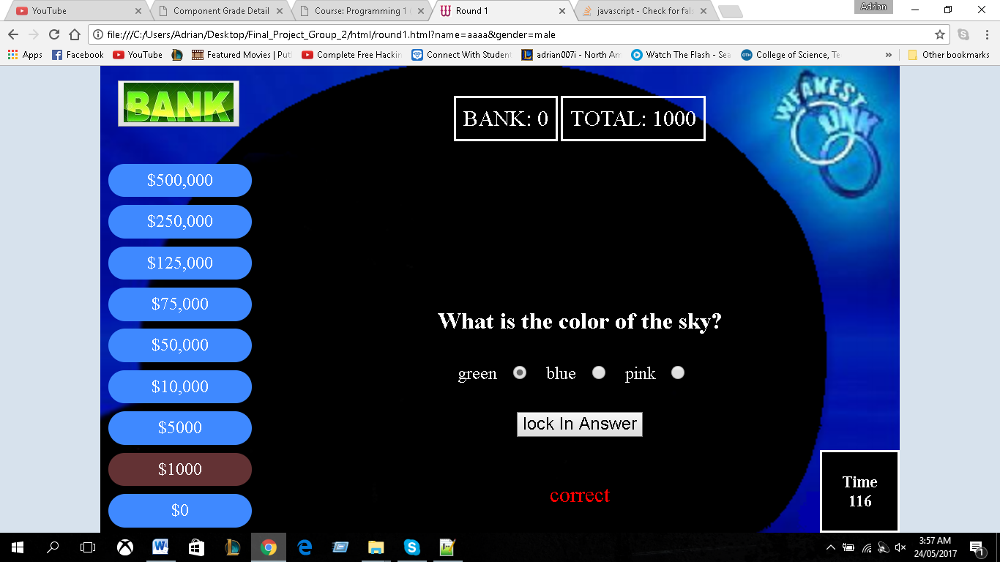 YouTube
Component Grade Detail
Course: Programming 1 (
Round 1
javascript - Check for fals
Adrian
file:///C:/Users/Adrian/Desktop/Final_Project_Group_2/html/round1.html?name=aaaa&gender=male
Apps
Facebook
YouTube
Featured Movies | Put
Complete Free Hackin
Connect With Student
adrian007i - North Am
Watch The Flash - Sea
College of Science, Te
»
Other bookmarks
BANK
BANK: 0
TOTAL: 1000
WEAKEST
LINK
$500,000
$250,000
$125,000
$75,000
$50,000
$10,000
$5000
$1000
$0
What is the color of the sky?
green blue pink
lock In Answer
correct
Time
116
3:57 AM
24/05/2017
1